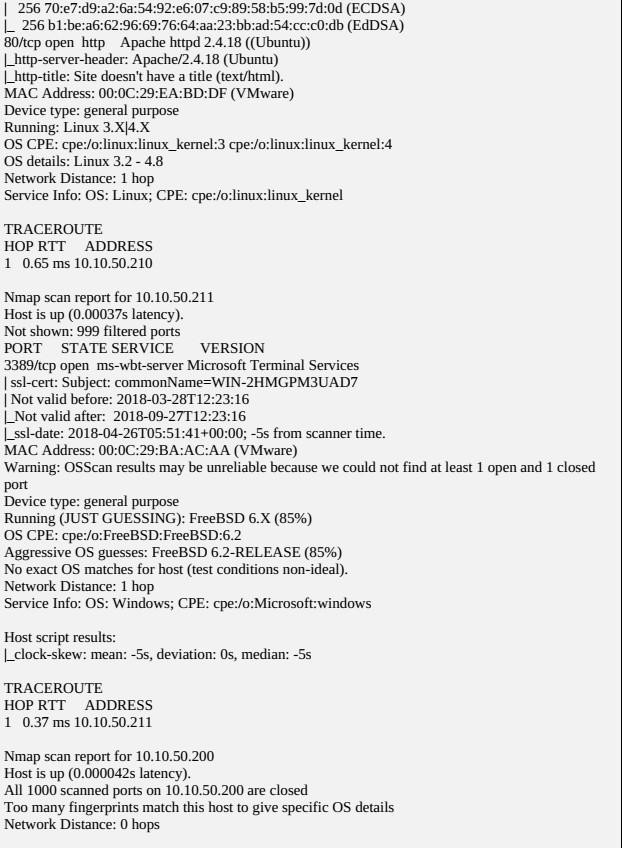 |   256 70:e7:d9:a2:6a:54:92:e6:07:c9:89:58:b5:99:7d:0d (ECDSA)
|_  256 b1:be:a6:62:96:69:76:64:aa:23:bb:ad:54:cc:c0:db (EdDSA)
80/tcp open  http    Apache httpd 2.4.18 ((Ubuntu))
|_http-server-header: Apache/2.4.18 (Ubuntu)
|_http-title: Site doesn't have a title (text/html).
MAC Address: 00:0C:29:EA:BD:DF (VMware)
Device type: general purpose
Running: Linux 3.X|4.X
OS CPE: cpe:/o:linux:linux_kernel:3 cpe:/o:linux:linux_kernel:4
OS details: Linux 3.2 - 4.8
Network Distance: 1 hop
Service Info: OS: Linux; CPE: cpe:/o:linux:linux_kernel

TRACEROUTE
HOP RTT     ADDRESS
1   0.65 ms 10.10.50.210

Nmap scan report for 10.10.50.211
Host is up (0.00037s latency).
Not shown: 999 filtered ports
PORT     STATE SERVICE       VERSION
3389/tcp open  ms-wbt-server Microsoft Terminal Services
| ssl-cert: Subject: commonName=WIN-2HMGPM3UAD7
| Not valid before: 2018-03-28T12:23:16
|_Not valid after:  2018-09-27T12:23:16
|_ssl-date: 2018-04-26T05:51:41+00:00; -5s from scanner time.
MAC Address: 00:0C:29:BA:AC:AA (VMware)
Warning: OSScan results may be unreliable because we could not find at least 1 open and 1 closed
port
Device type: general purpose
Running (JUST GUESSING): FreeBSD 6.X (85%)
OS CPE: cpe:/o:FreeBSD:FreeBSD:6.2
Aggressive OS guesses: FreeBSD 6.2-RELEASE (85%)
No exact OS matches for host (test conditions non-ideal).
Network Distance: 1 hop
Service Info: OS: Windows; CPE: cpe:/o:Microsoft:windows

Host script results:
|_clock-skew: mean: -5s, deviation: 0s, median: -5s

TRACEROUTE
HOP RTT     ADDRESS
1   0.37 ms 10.10.50.211

Nmap scan report for 10.10.50.200
Host is up (0.000042s latency).
All 1000 scanned ports on 10.10.50.200 are closed
Too many fingerprints match this host to give specific OS details
Network Distance: 0 hops